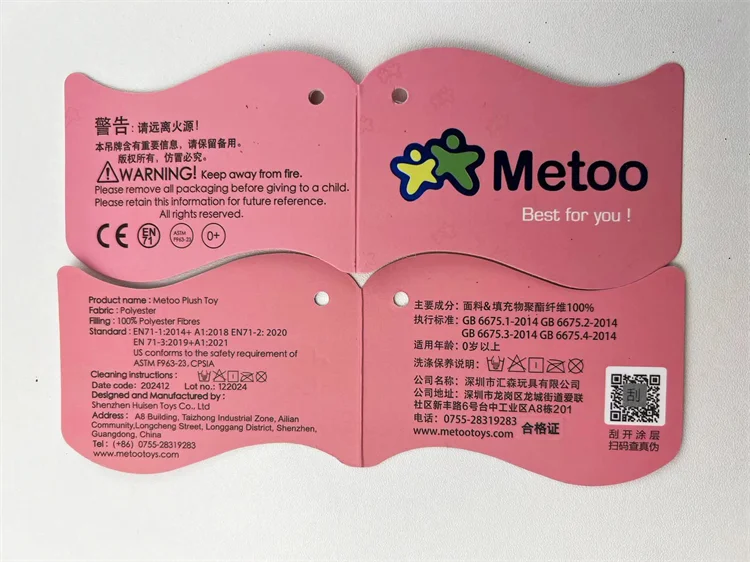 警告：请远离火源！
本吊牌含有重要信息，请保留备用。
版权所有，仿置必究。
WARNING! Keep away from fire.
Please remove all packaging before giving to a child.
Please retain this information for future reference.
All rights reserved.
CE EN 71 ASTM F963-23 0+
Metoo
Best for you !
Product name : Metoo Plush Toy
Fabric : Polyester
Filling : 100% Polyester Fibres
Standard : EN71-1:2014+ A1:2018 EN71-2: 2020
EN 71-3:2019+A1:2021
US conforms to the safety requirement of
ASTM F963-23, CPSIA
Cleaning instructions :
Date code: 202412 Lot no.: 122024
Designed and Manufactured by :
Shenzhen Huisen Toys Co., Ltd
Address : A8 Building, Taizhong Industrial Zone, Ailian
Community,Longcheng Street, Longgang District, Shenzhen,
Guangdong, China
Tel : (+86) 0755-28319283
www.metootoys.com
主要成分：面料&填充物聚酯纤维100%
执行标准：GB 6675.1-2014 GB 6675.2-2014
GB 6675.3-2014 GB 6675.4-2014
适用年龄：0岁以上
洗涤保养说明：
公司名称：深圳市汇森玩具有限公司
公司地址：深圳市龙岗区龙城街道爱联
社区新丰路6号台中工业区A8栋201
电话：0755-28319283
www.metootoys.com 合格证
刮
刮开涂层
扫码查真伪